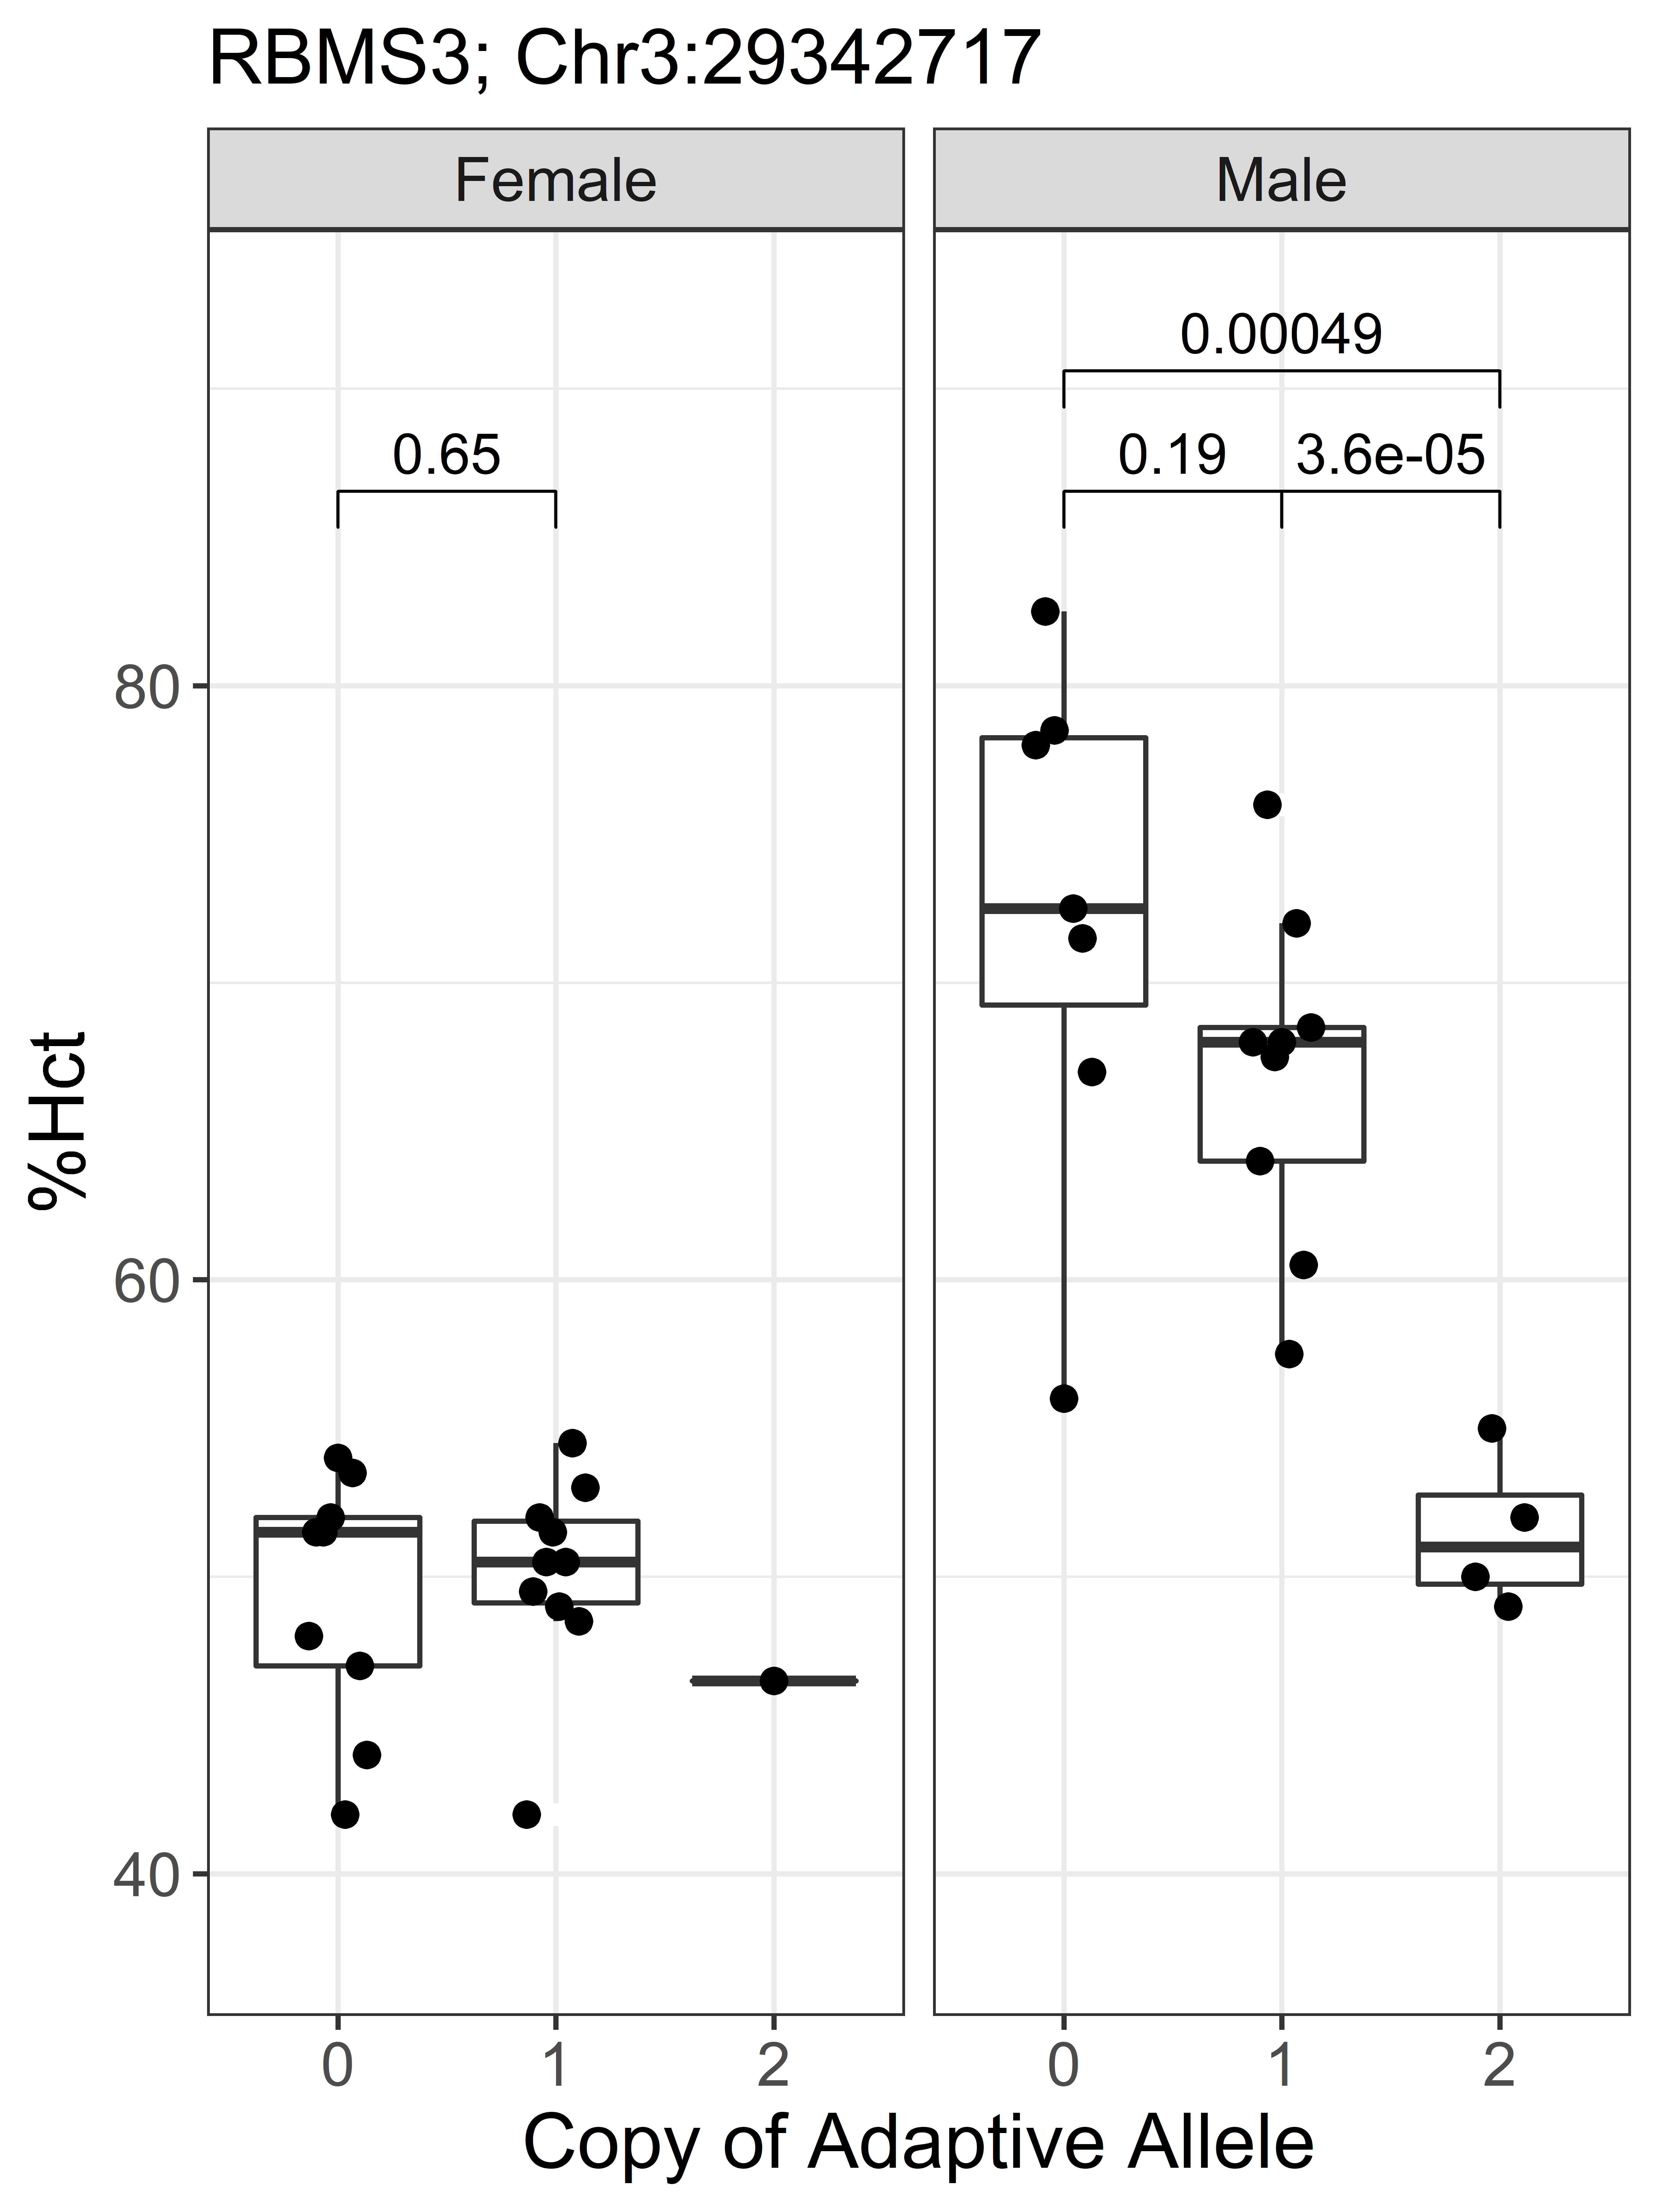 RBMS3; Chr3:29342717
Female
Male
0.00049
0.65
0.19
3.6e-05
80
60
40
%Hct
0 1 2
0 1 2
Copy of Adaptive Allele